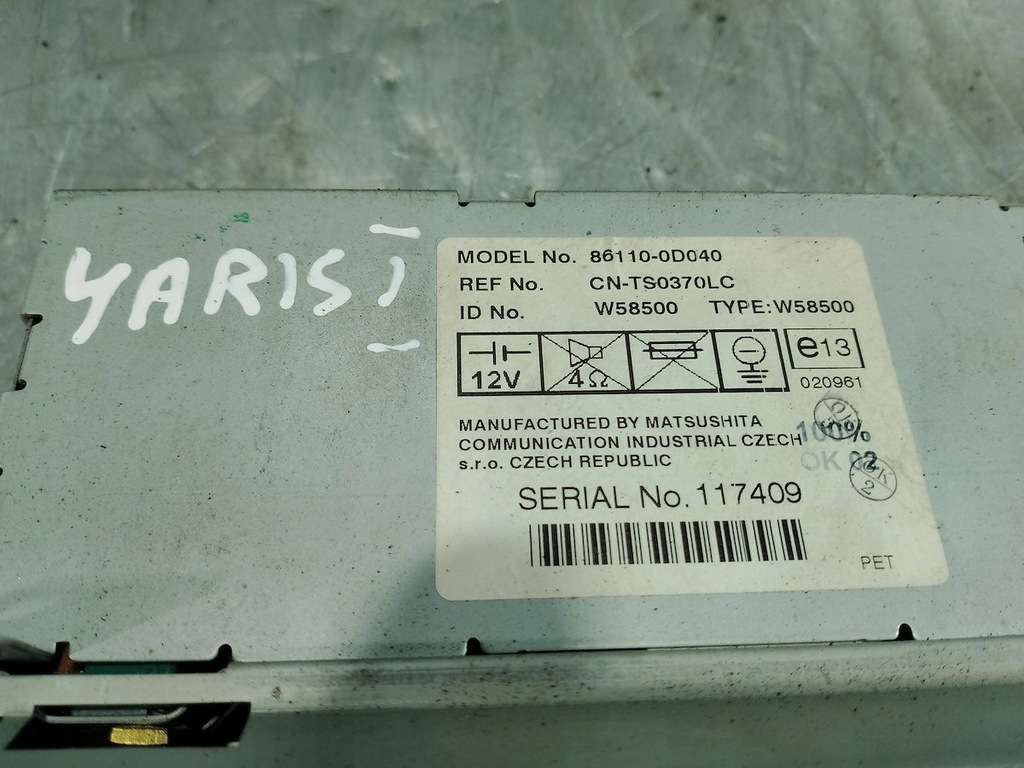 YARIS I
MODEL No. 86110-0D040
REF No. CN-TS0370LC
ID No. W58500 TYPE:W58500
12V 4Ω e13
020961
MANUFACTURED BY MATSUSHITA
COMMUNICATION INDUSTRIAL CZECH
s.r.o. CZECH REPUBLIC
100%
OK 02
SERIAL No. 117409
PET